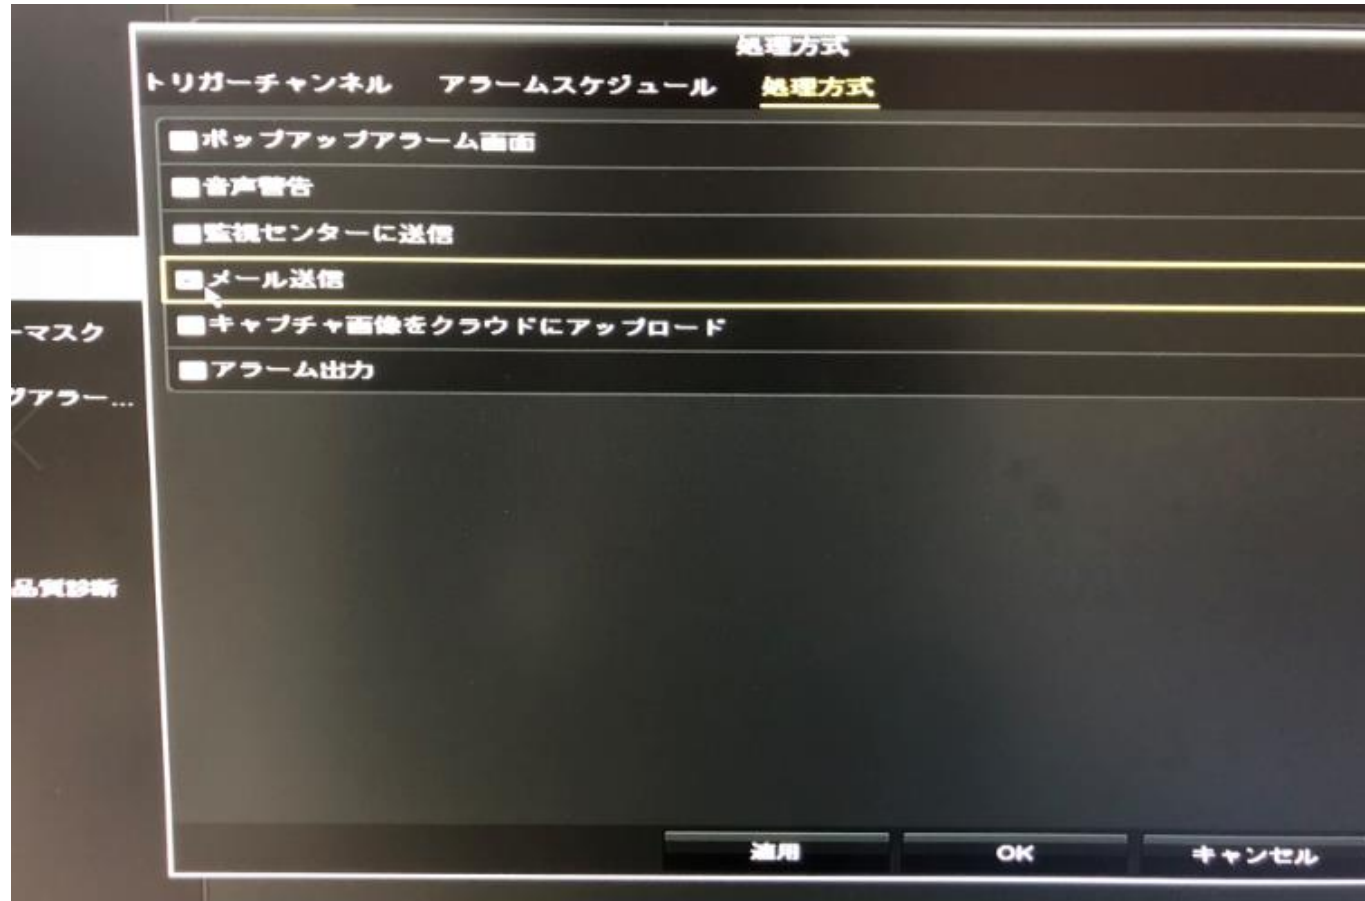 処理方式
トリガーチャンネル アラームスケジュール 処理方式
ポップアップアラーム画面
音声警告
監視センターに送信
メール送信
キャプチャ画像をクラウドにアップロード
アラーム出力
ーマスク
グアラー...
品質診断
適用 OK キャンセル